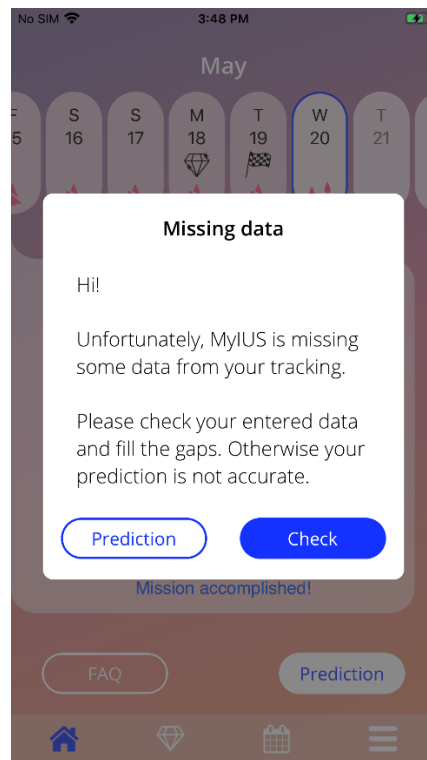 No SIM 3:48 PM
May
F S S M T W T
5 16 17 18 19 20 21
Missing data
Hi!
Unfortunately, MyIUS is missing
some data from your tracking.
Please check your entered data
and fill the gaps. Otherwise your
prediction is not accurate.
Prediction Check
Mission accomplished!
FAQ Prediction